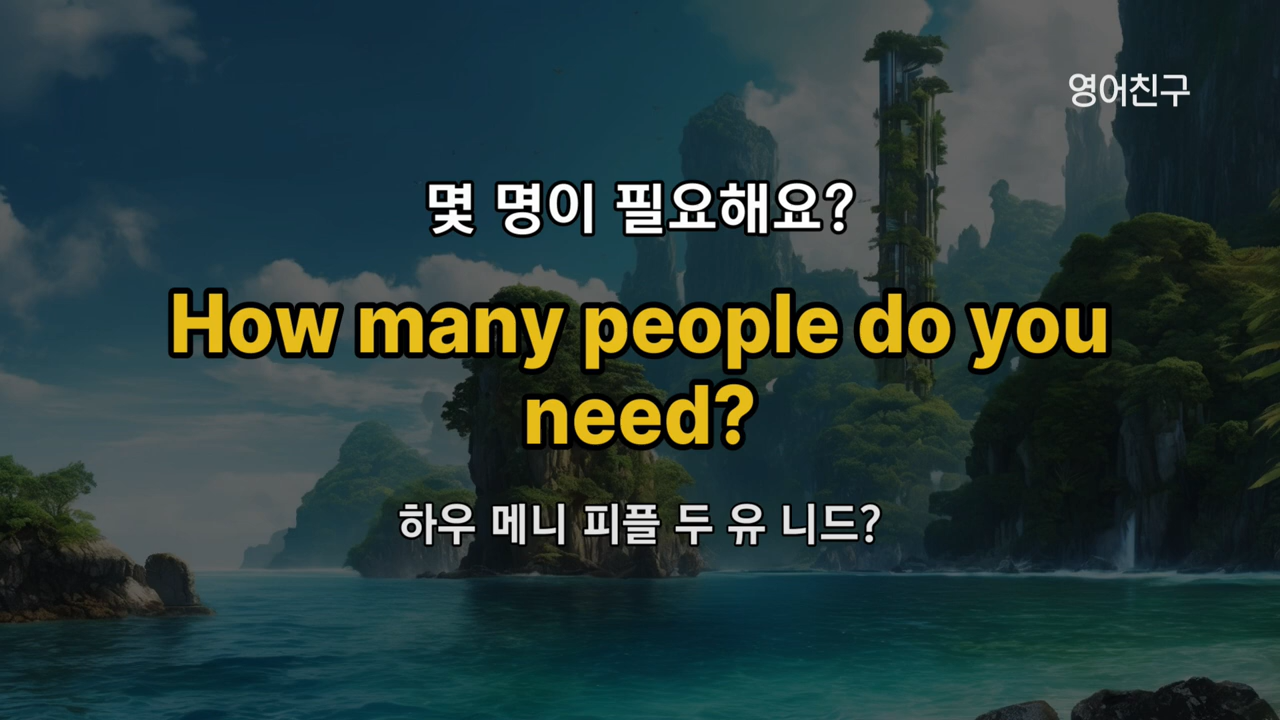 영어친구
몇 명이 필요해요?
How many people do you
need?
하우 메니 피플 두 유 니드?